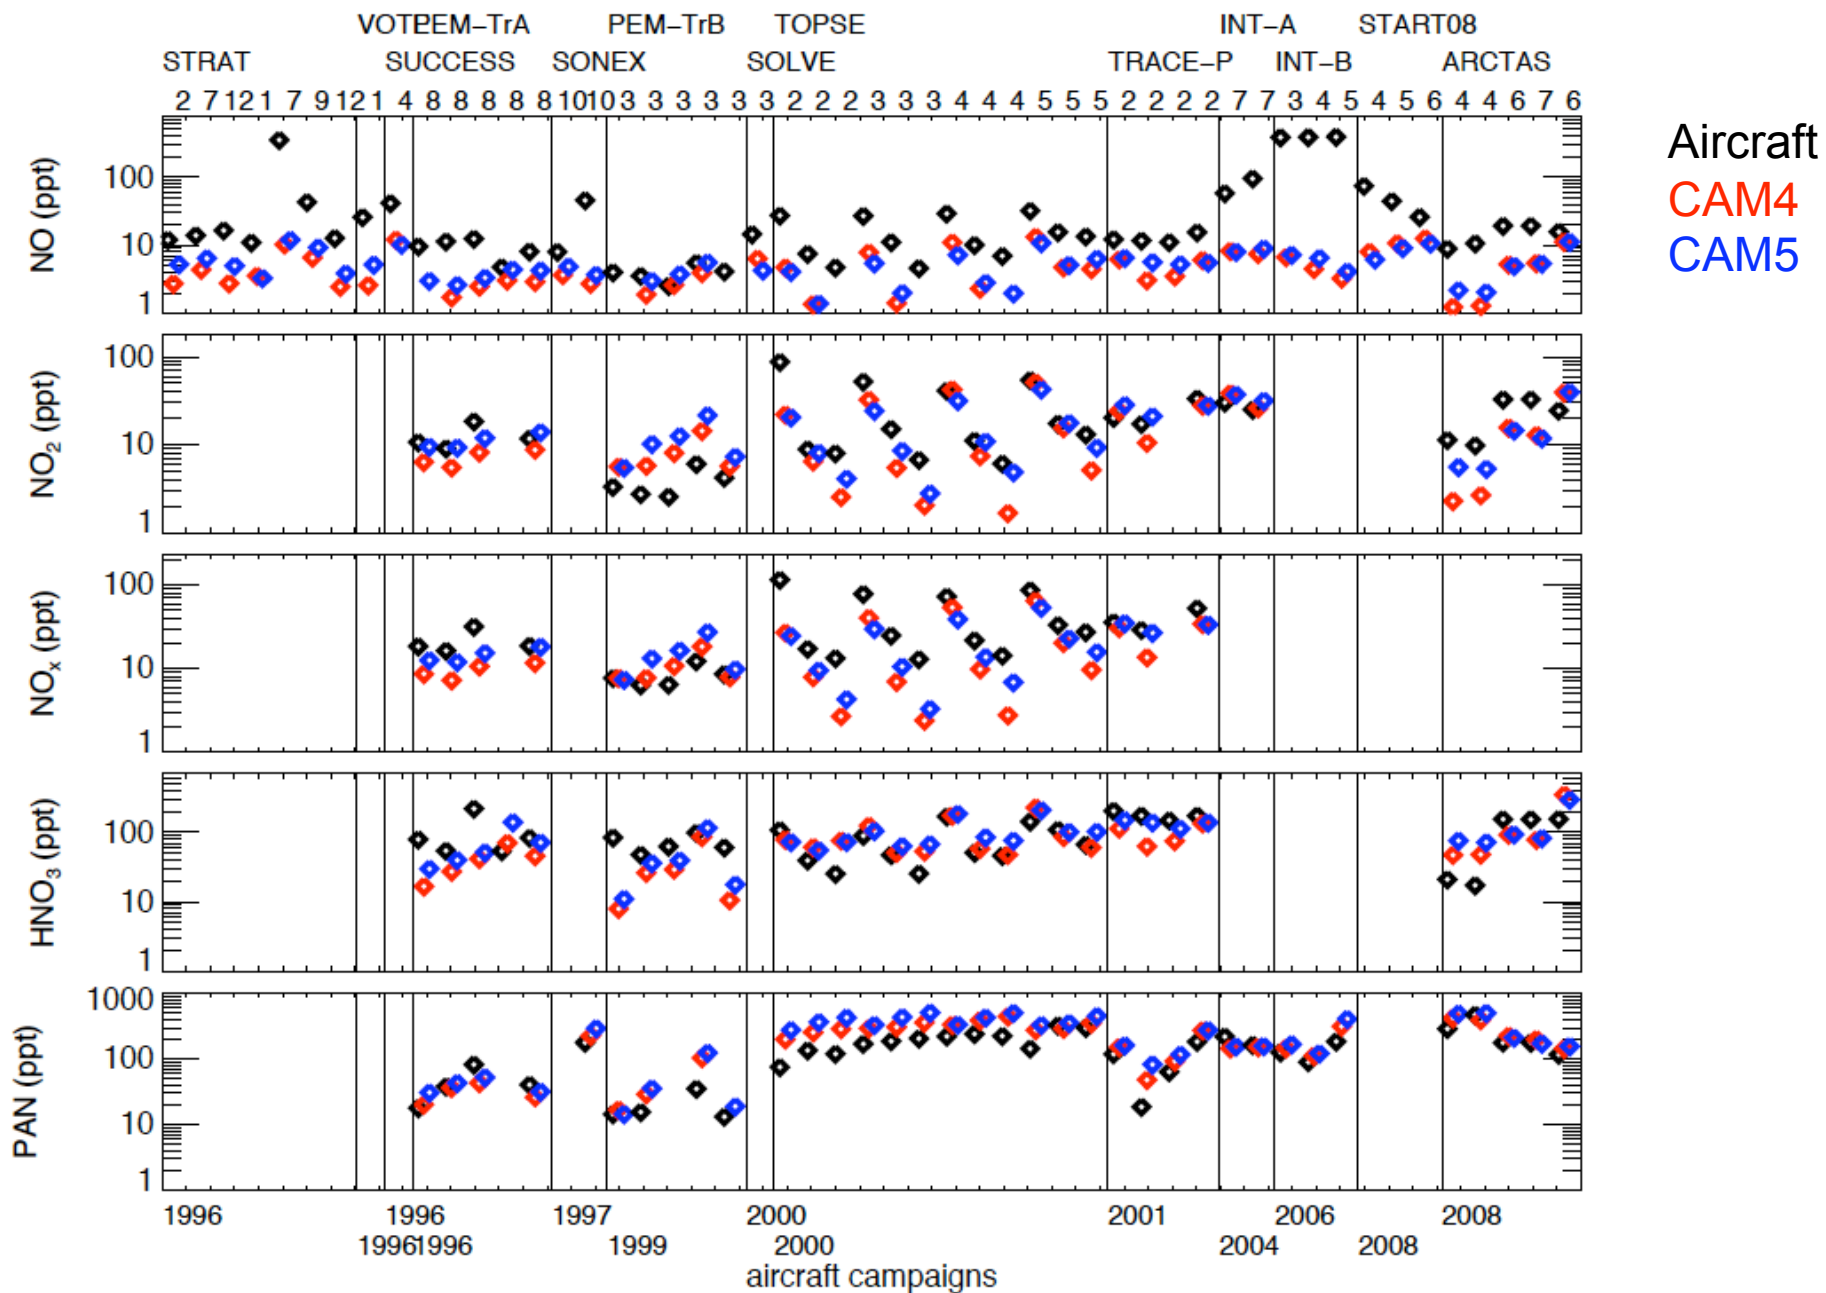 VOTEPEM-TrA PEM-TrB TOPSE INT-A START08
STRAT SUCCESS SONEX SOLVE TRACE-P INT-B ARCTAS
2 7 12 1 7 9 12 1 4 8 8 8 8 8 10 10 3 3 3 3 3 3 2 2 2 3 3 3 4 4 4 5 5 5 2 2 2 2 7 7 3 4 5 4 5 6 4 4 6 7 6
NO (ppt)
100
10
1
Aircraft
CAM4
CAM5
NO₂ (ppt)
100
10
1
NOₓ (ppt)
100
10
1
HNO₃ (ppt)
100
10
1
PAN (ppt)
1000
100
10
1
1996 1996 1997 2000 2001 2006 2008
1996 1996 1999 2000 2004 2008
aircraft campaigns